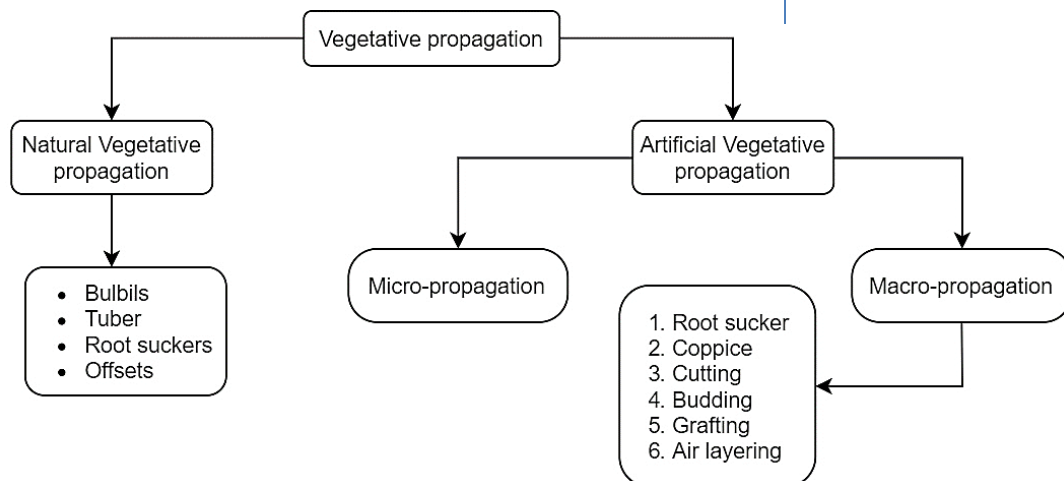 Vegetative propagation
Natural Vegetative
propagation
Artificial Vegetative
propagation
Micro-propagation
Macro-propagation
• Bulbils
• Tuber
• Root suckers
• Offsets
1. Root sucker
2. Coppice
3. Cutting
4. Budding
5. Grafting
6. Air layering